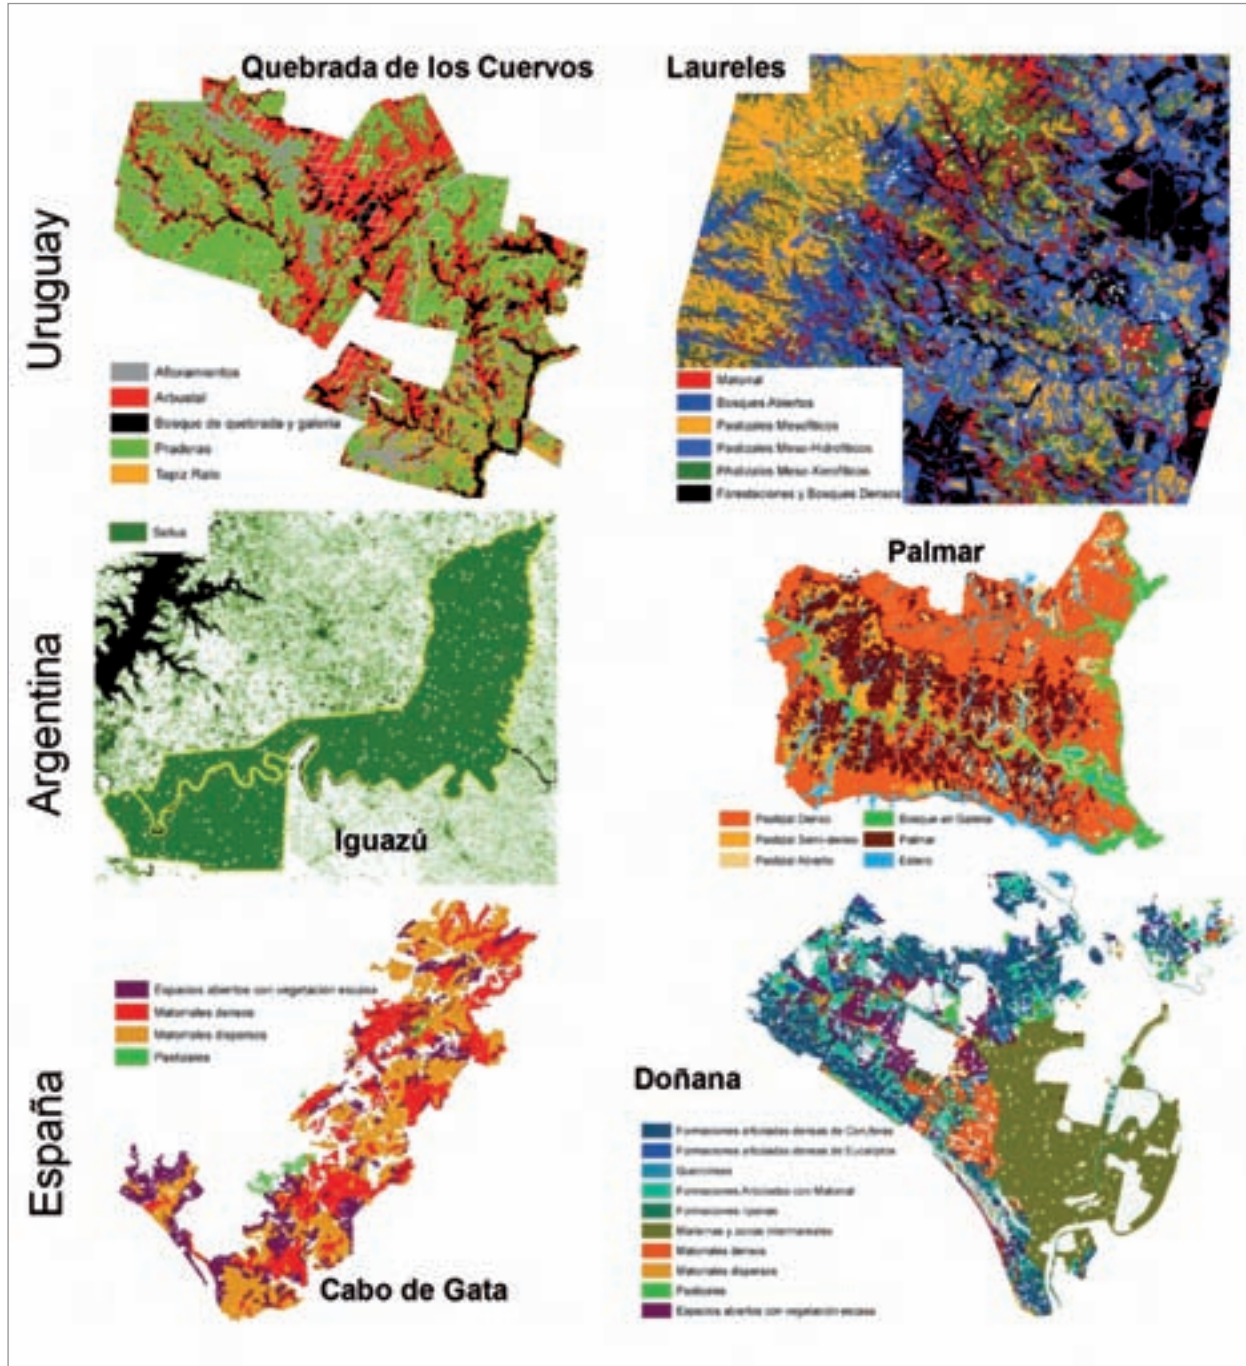 Uruguay
Quebrada de los Cuervos
Afloramientos
Arbustal
Bosque de quebrada y galería
Praderas
Tapiz Ralo
Laureles
Matorral
Bosques Abiertos
Pastizales Mesofíticos
Pastizales Meso-Hidrofíticos
Pastizales Meso-Xerofíticos
Forestaciones y Bosques Densos
Argentina
Selva
Iguazú
Palmar
Pastizal Denso
Pastizal Semi-denso
Pastizal Abierto
Bosque en Galería
Palmar
Estero
España
Espacios abiertos con vegetación escasa
Matorrales densos
Matorrales dispersos
Pastizales
Cabo de Gata
Doñana
Formaciones arboladas densas de Coníferas
Formaciones arboladas densas de Eucaliptos
Quercíneas
Formaciones Arboladas con Matorral
Formaciones riparias
Marismas y zonas intermareales
Matorrales densos
Matorrales dispersos
Pastizales
Espacios abiertos con vegetación escasa